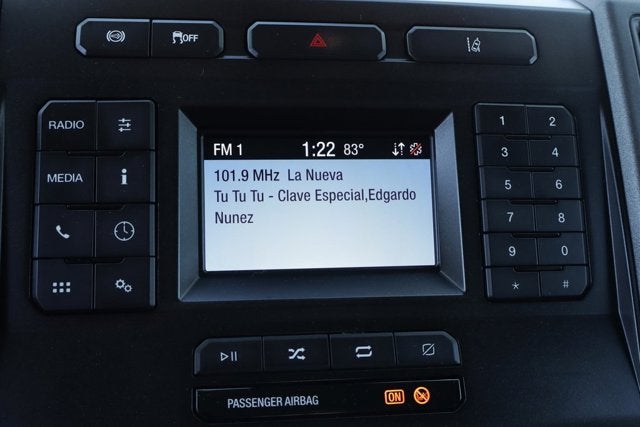 OFF
RADIO
MEDIA
FM 1 1:22 83°
101.9 MHz La Nueva
Tu Tu Tu - Clave Especial,Edgardo
Nunez
1 2
3 4
5 6
7 8
9 0
* #
PASSENGER AIRBAG ON